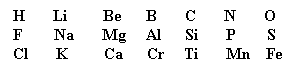 H Li Be B C N O
F Na Mg Al Si P S
Cl K Ca Cr Ti Mn Fe